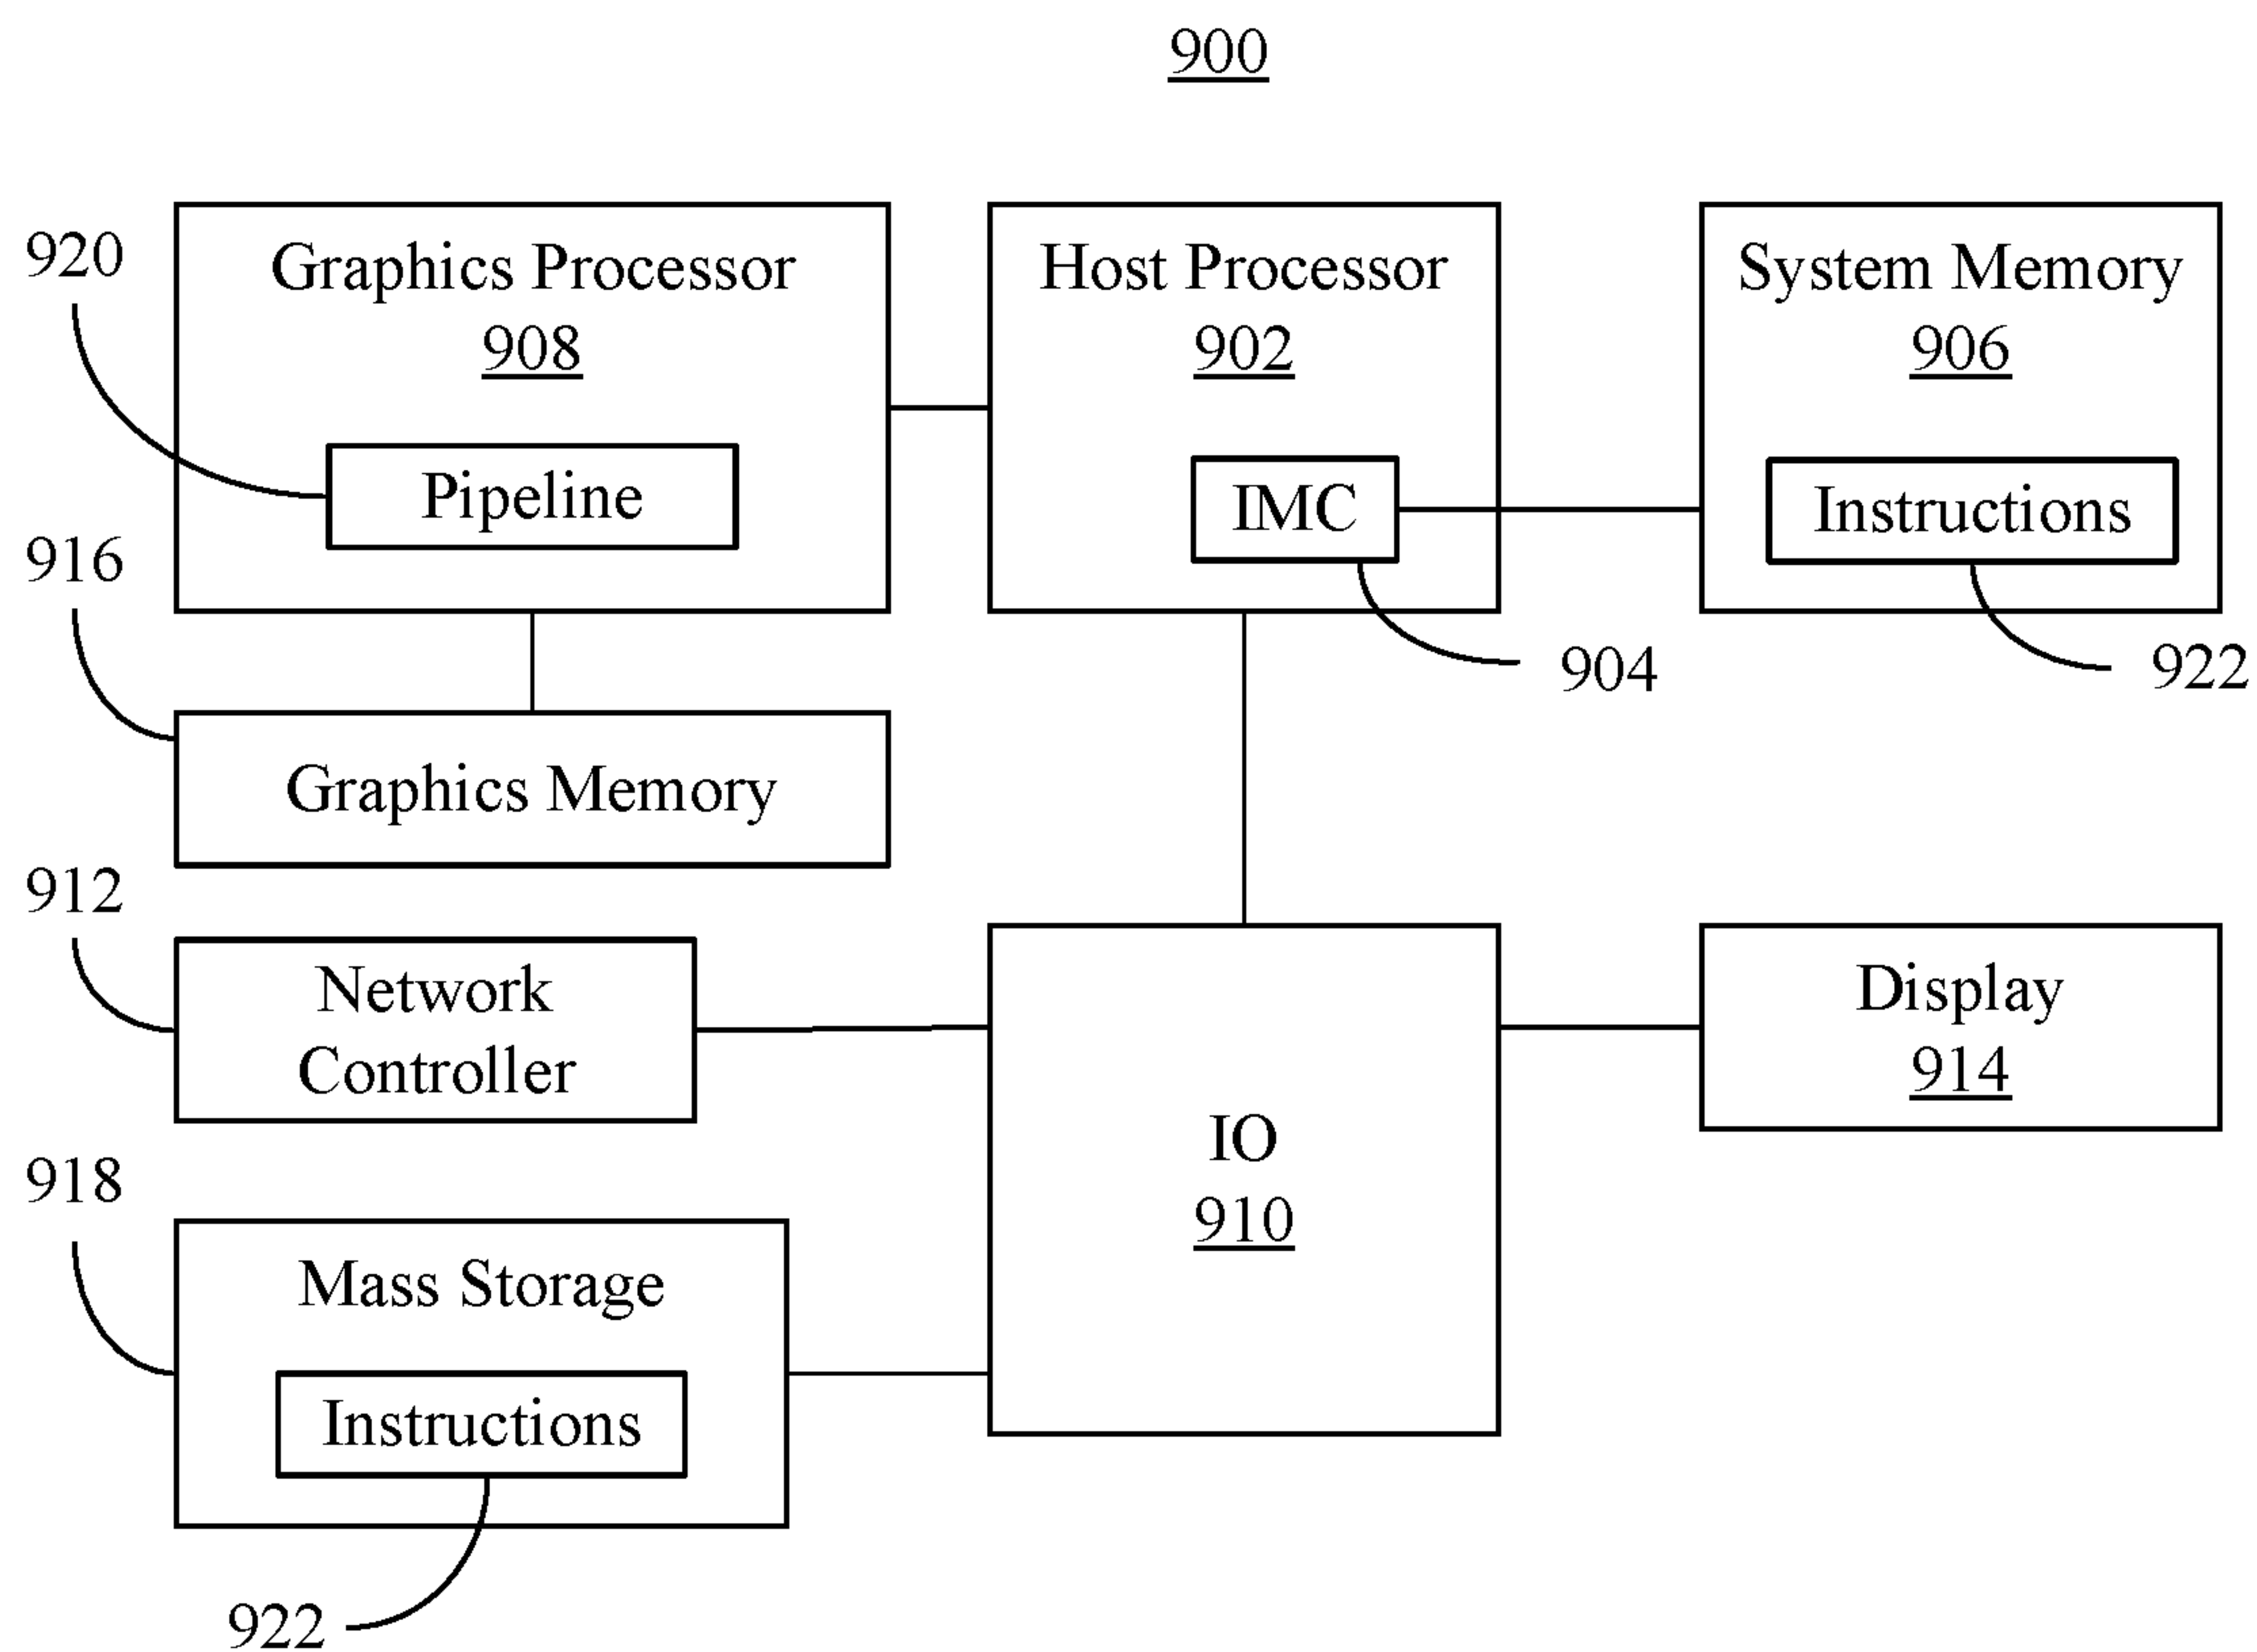 900
920
Graphics Processor
908
Pipeline
Host Processor
902
IMC
904
System Memory
906
Instructions
922
916
Graphics Memory
912
Network
Controller
IO
910
Display
914
918
Mass Storage
Instructions
922